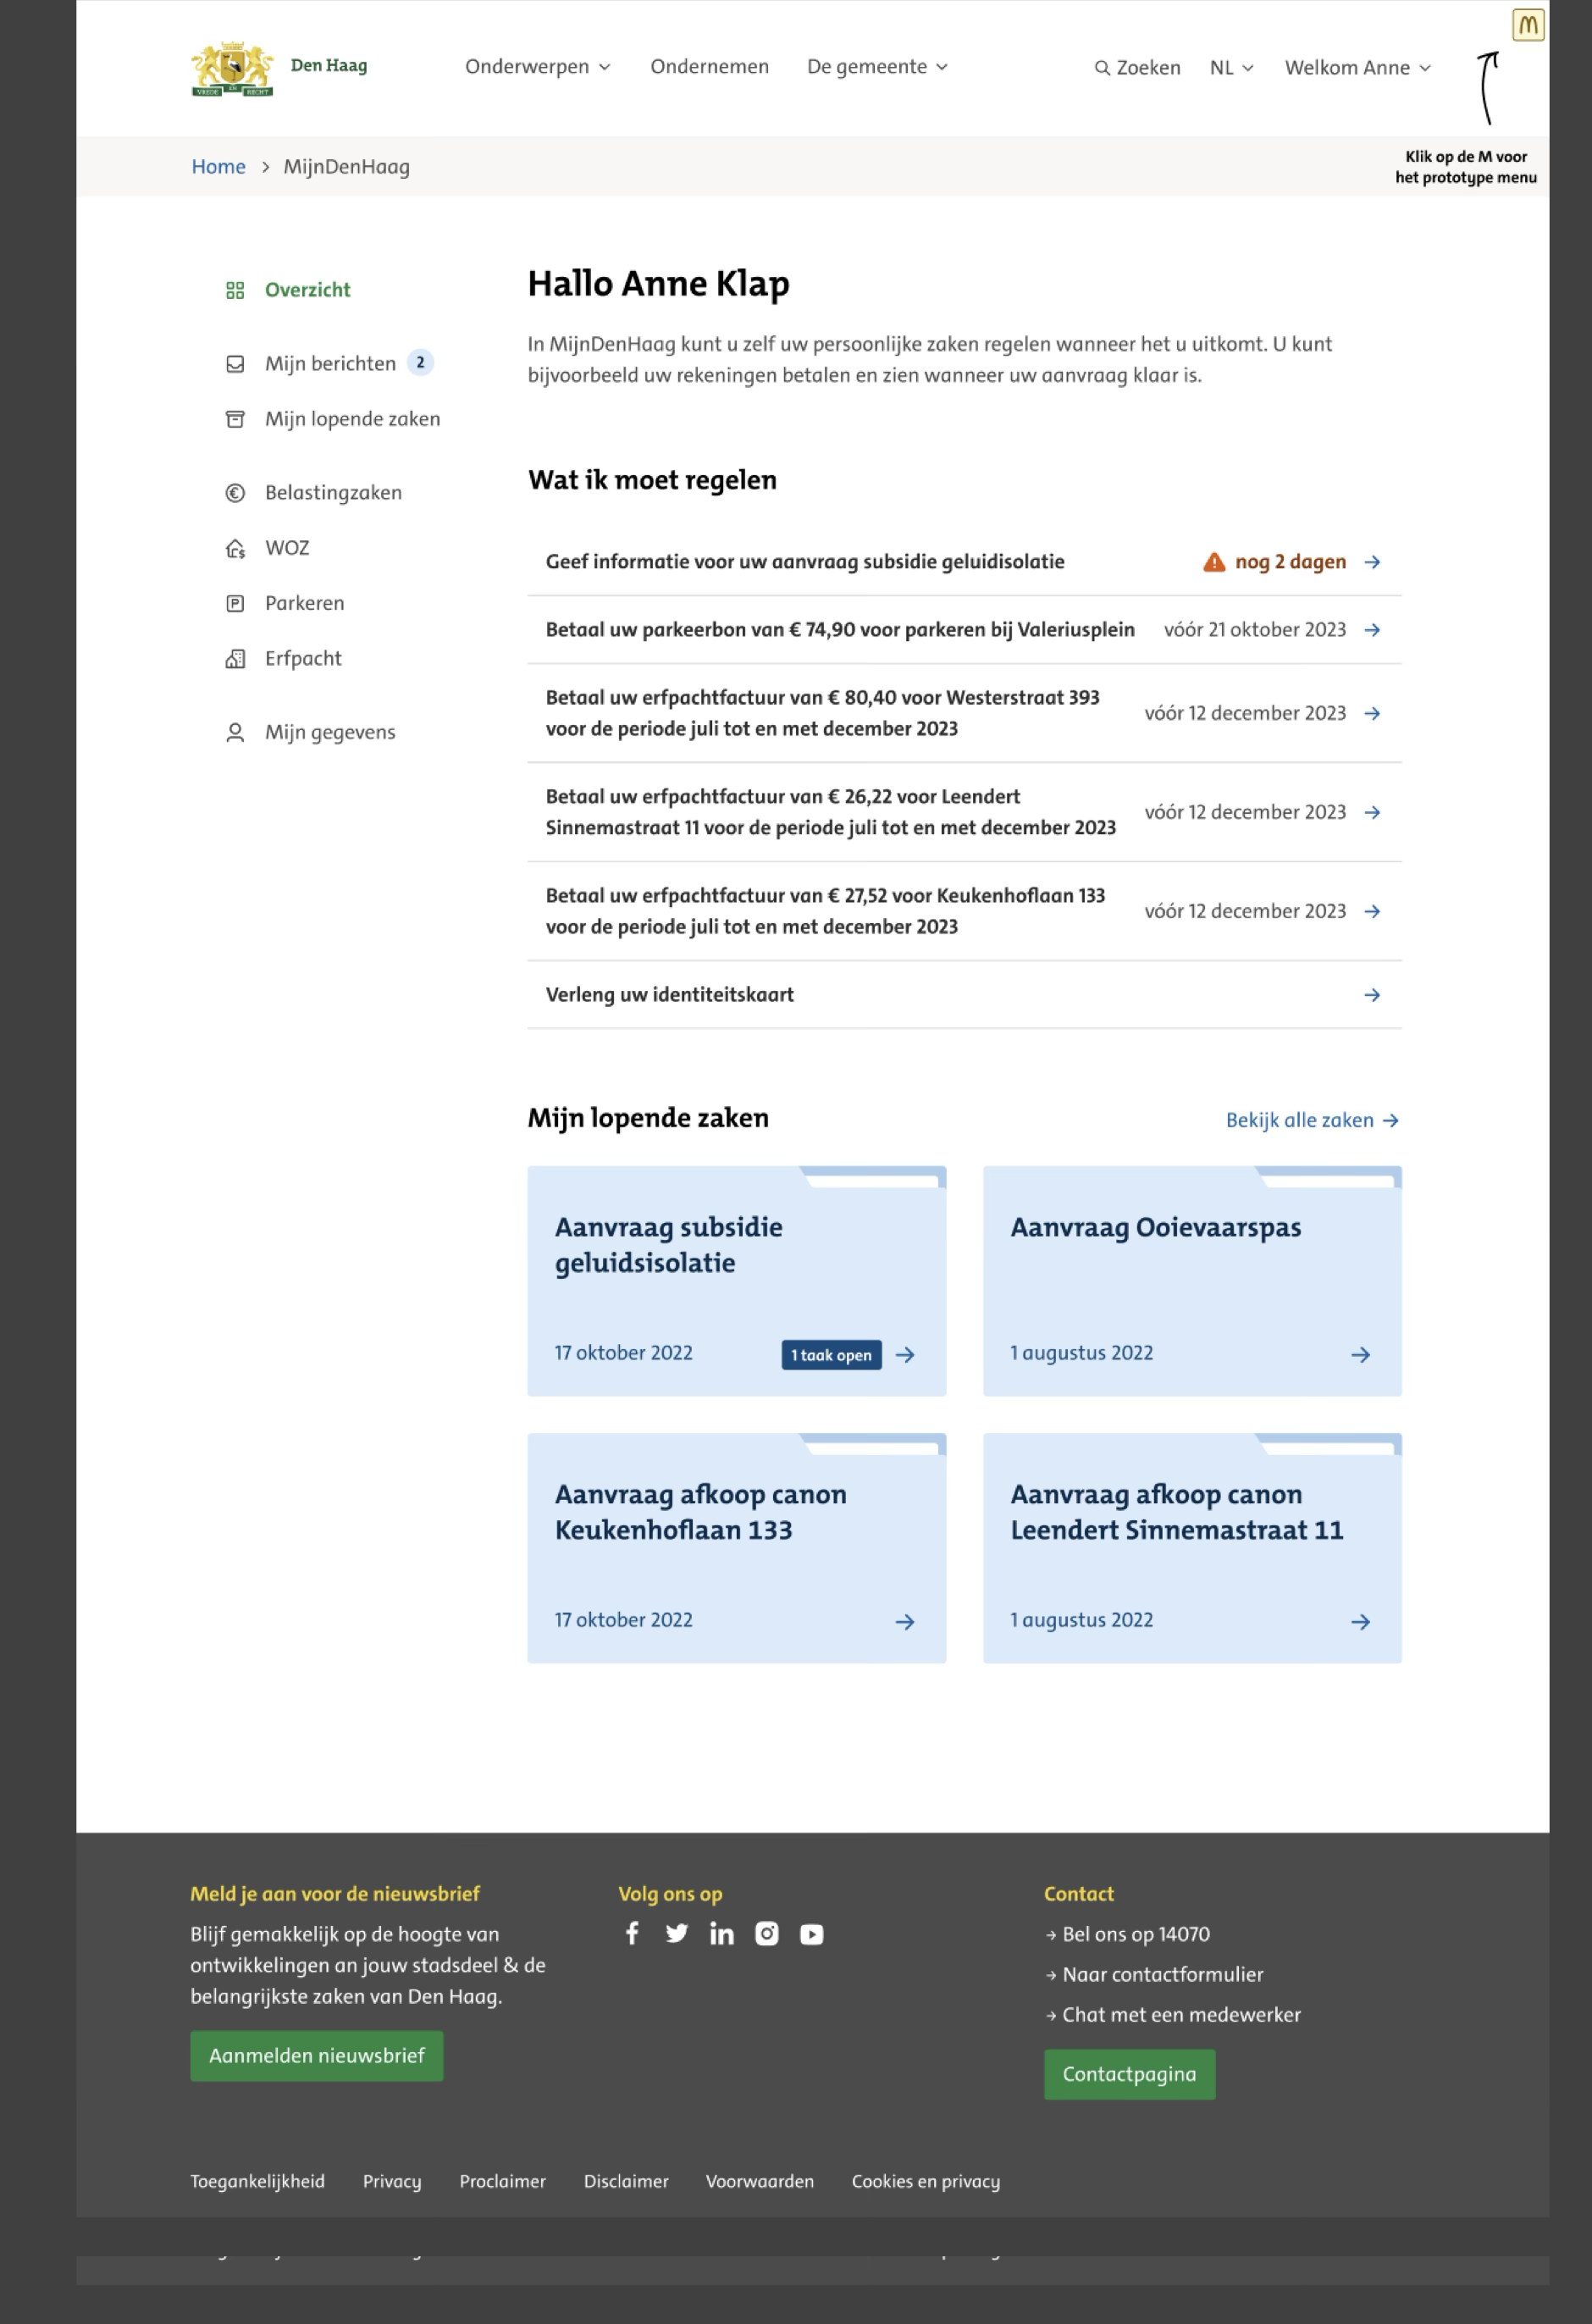 VREDE EN RECHT
Den Haag
Onderwerpen
Ondernemen
De gemeente
Zoeken
NL
Welkom Anne
Klik op de M voor
het prototype menu
Home > MijnDenHaag
Overzicht
Mijn berichten 2
Mijn lopende zaken
Belastingzaken
WOZ
Parkeren
Erfpacht
Mijn gegevens
Hallo Anne Klap
In MijnDenHaag kunt u zelf uw persoonlijke zaken regelen wanneer het u uitkomt. U kunt
bijvoorbeeld uw rekeningen betalen en zien wanneer uw aanvraag klaar is.
Wat ik moet regelen
Geef informatie voor uw aanvraag subsidie geluidisolatie
nog 2 dagen
Betaal uw parkeerbon van € 74,90 voor parkeren bij Valeriusplein
vóór 21 oktober 2023
Betaal uw erfpachtfactuur van € 80,40 voor Westerstraat 393
voor de periode juli tot en met december 2023
vóór 12 december 2023
Betaal uw erfpachtfactuur van € 26,22 voor Leendert
Sinnemastraat 11 voor de periode juli tot en met december 2023
vóór 12 december 2023
Betaal uw erfpachtfactuur van € 27,52 voor Keukenhoflaan 133
voor de periode juli tot en met december 2023
vóór 12 december 2023
Verleng uw identiteitskaart
Mijn lopende zaken
Bekijk alle zaken →
Aanvraag subsidie
geluidsisolatie
17 oktober 2022
1 taak open
Aanvraag Ooievaarspas
1 augustus 2022
Aanvraag afkoop canon
Keukenhoflaan 133
17 oktober 2022
Aanvraag afkoop canon
Leendert Sinnemastraat 11
1 augustus 2022
Meld je aan voor de nieuwsbrief
Blijf gemakkelijk op de hoogte van
ontwikkelingen an jouw stadsdeel & de
belangrijkste zaken van Den Haag.
Aanmelden nieuwsbrief
Volg ons op
Contact
→ Bel ons op 14070
→ Naar contactformulier
→ Chat met een medewerker
Contactpagina
Toegankelijkheid
Privacy
Proclaimer
Disclaimer
Voorwaarden
Cookies en privacy